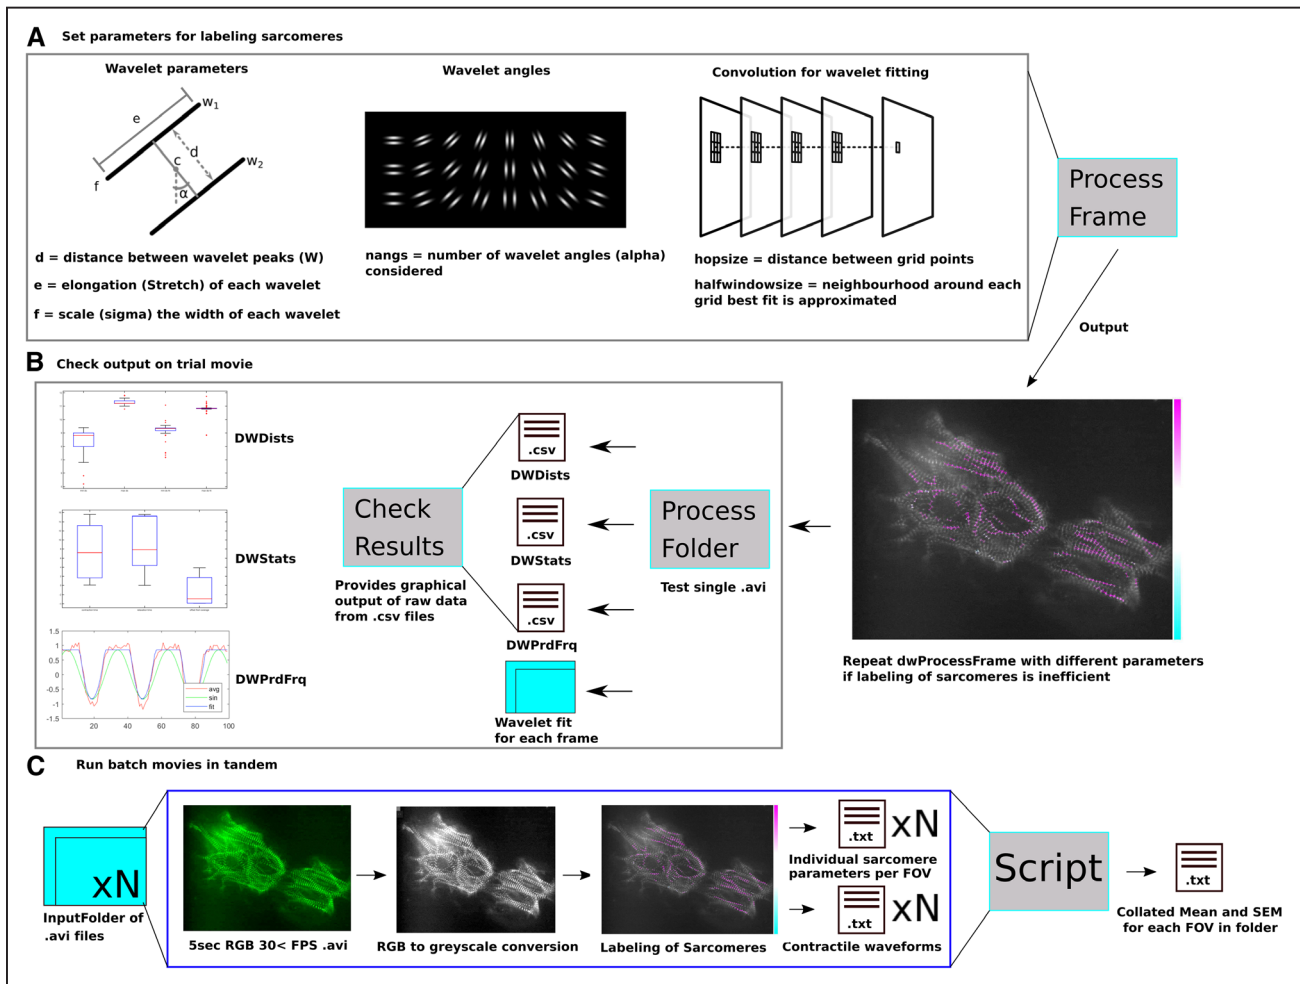 A Set parameters for labeling sarcomeres
Wavelet parameters
e
w1
d
w2
c
f
α
d = distance between wavelet peaks (W)
e = elongation (Stretch) of each wavelet
f = scale (sigma) the width of each wavelet
Wavelet angles
nangs = number of wavelet angles (alpha)
considered
Convolution for wavelet fitting
hopsize = distance between grid points
halfwindowsize = neighbourhood around each
grid best fit is approximated
Process
Frame
Output
Repeat dwProcessFrame with different parameters
if labeling of sarcomeres is inefficient
B Check output on trial movie
DWDists
DWStats
1.5
1
0.5
0
-0.5
-1
-1.5
20 40 60 80 100
avg
sin
fit
DWPrdFrq
Check
Results
Provides graphical
output of raw data
from .csv files
.csv
DWDists
.csv
DWStats
.csv
DWPrdFrq
Wavelet fit
for each frame
Process
Folder
Test single .avi
C Run batch movies in tandem
xN
InputFolder of
.avi files
5sec RGB 30< FPS .avi
RGB to greyscale conversion
Labeling of Sarcomeres
.txt xN
Individual sarcomere
parameters per FOV
.txt xN
Contractile waveforms
Script
.txt
Collated Mean and SEM
for each FOV in folder